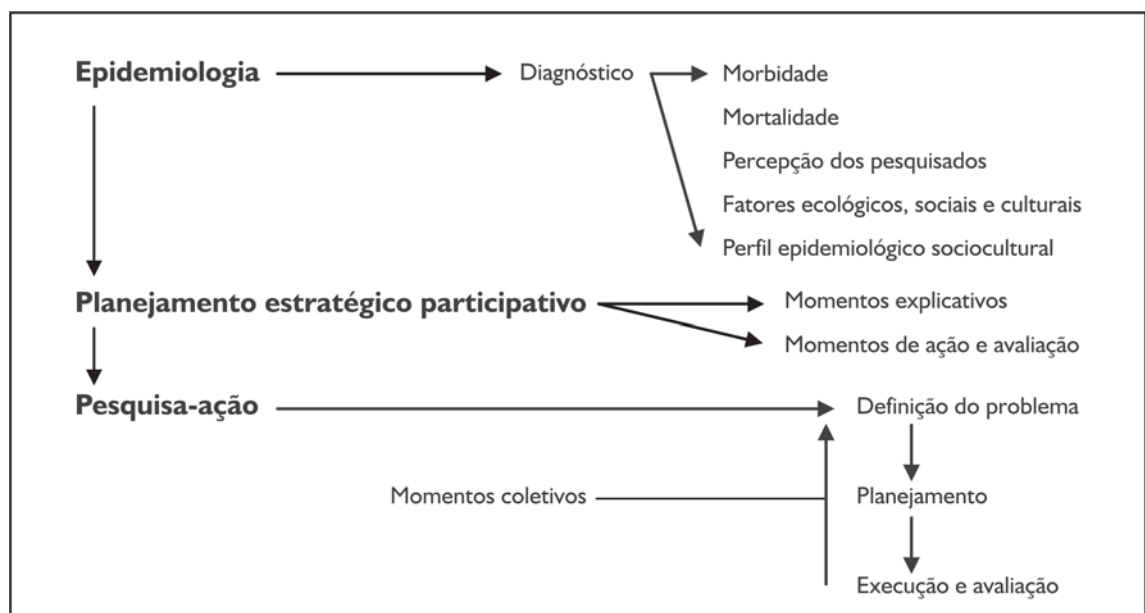 Epidemiologia
Diagnóstico
Morbidade
Mortalidade
Percepção dos pesquisados
Fatores ecológicos, sociais e culturais
Perfil epidemiológico sociocultural
Planejamento estratégico participativo
Momentos explicativos
Momentos de ação e avaliação
Pesquisa-ação
Definição do problema
Momentos coletivos
Planejamento
Execução e avaliação